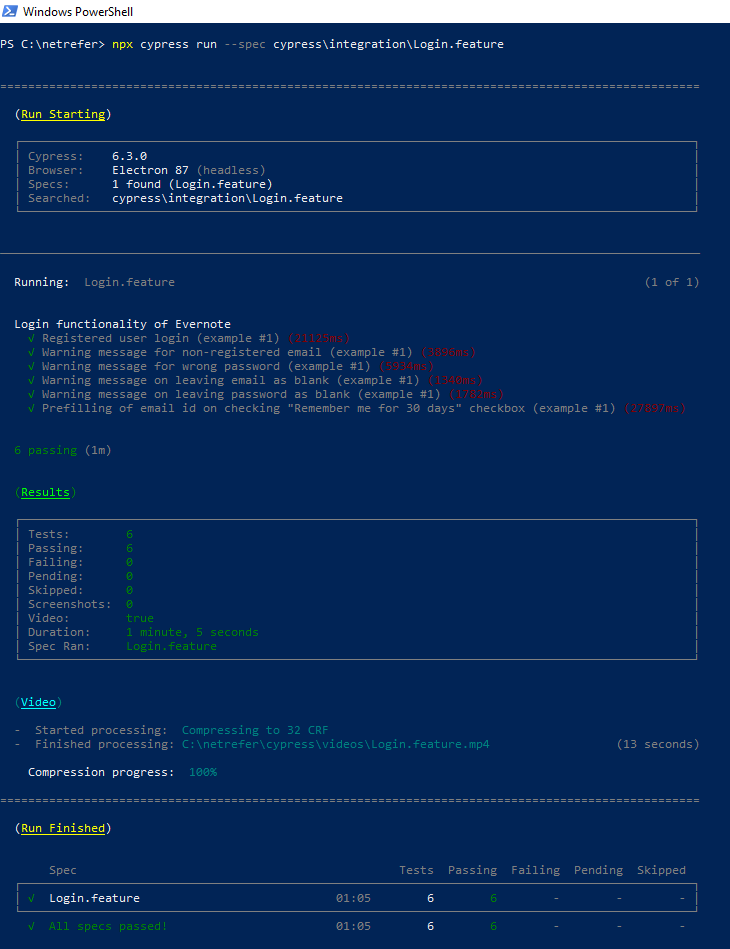 Windows PowerShell
PS C:\netrefer> npx cypress run --spec cypress\integration\Login.feature
====================================================================================================
(Run Starting)
Cypress: 6.3.0
Browser: Electron 87 (headless)
Specs: 1 found (Login.feature)
Searched: cypress\integration\Login.feature
Running: Login.feature (1 of 1)
Login functionality of Evernote
√ Registered user login (example #1) (21125ms)
√ Warning message for non-registered email (example #1) (3896ms)
√ Warning message for wrong password (example #1) (5934ms)
√ Warning message on leaving email as blank (example #1) (1340ms)
√ Warning message on leaving password as blank (example #1) (1782ms)
√ Prefilling of email id on checking "Remember me for 30 days" checkbox (example #1) (27897ms)
6 passing (1m)
(Results)
Tests: 6
Passing: 6
Failing: 0
Pending: 0
Skipped: 0
Screenshots: 0
Video: true
Duration: 1 minute, 5 seconds
Spec Ran: Login.feature
(Video)
- Started processing: Compressing to 32 CRF
- Finished processing: C:\netrefer\cypress\videos\Login.feature.mp4 (13 seconds)
Compression progress: 100%
====================================================================================================
(Run Finished)
Spec Tests Passing Failing Pending Skipped
√ Login.feature 01:05 6 6 - - -
√ All specs passed! 01:05 6 6 - - -